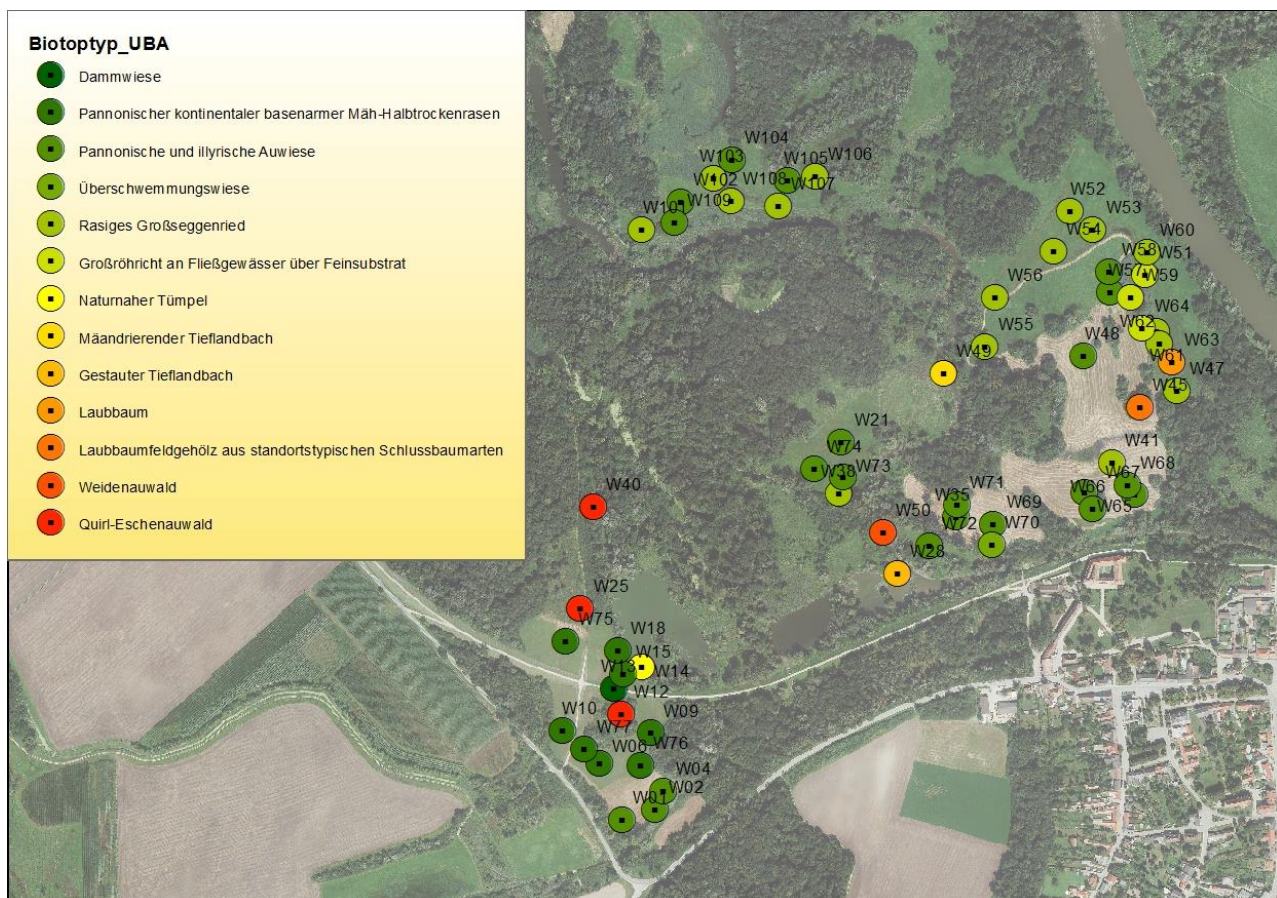 Biotoptyp_UBA
Dammwiese
Pannonischer kontinentaler basenarmer Mäh-Halbtrockenrasen
Pannonische und illyrische Auwiese
Überschwemmungswiese
Rasiges Großseggenried
Großröhricht an Fließgewässer über Feinsubstrat
Naturnaher Tümpel
Mäandrierender Tieflandbach
Gestauter Tieflandbach
Laubbaum
Laubbaumfeldgehölz aus standortstypischen Schlussbaumarten
Weidenauwald
Quirl-Eschenauwald
W104
W103
W105
W106
W102
W108
W107
W109
W101
W52
W53
W54
W60
W58
W51
W57
W59
W56
W64
W62
W48
W63
W55
W49
W61
W47
W45
W21
W74
W41
W73
W68
W38
W67
W66
W40
W35
W71
W65
W50
W69
W72
W70
W28
W25
W75
W18
W15
W13
W14
W12
W10
W09
W77
W76
W06
W04
W02
W01